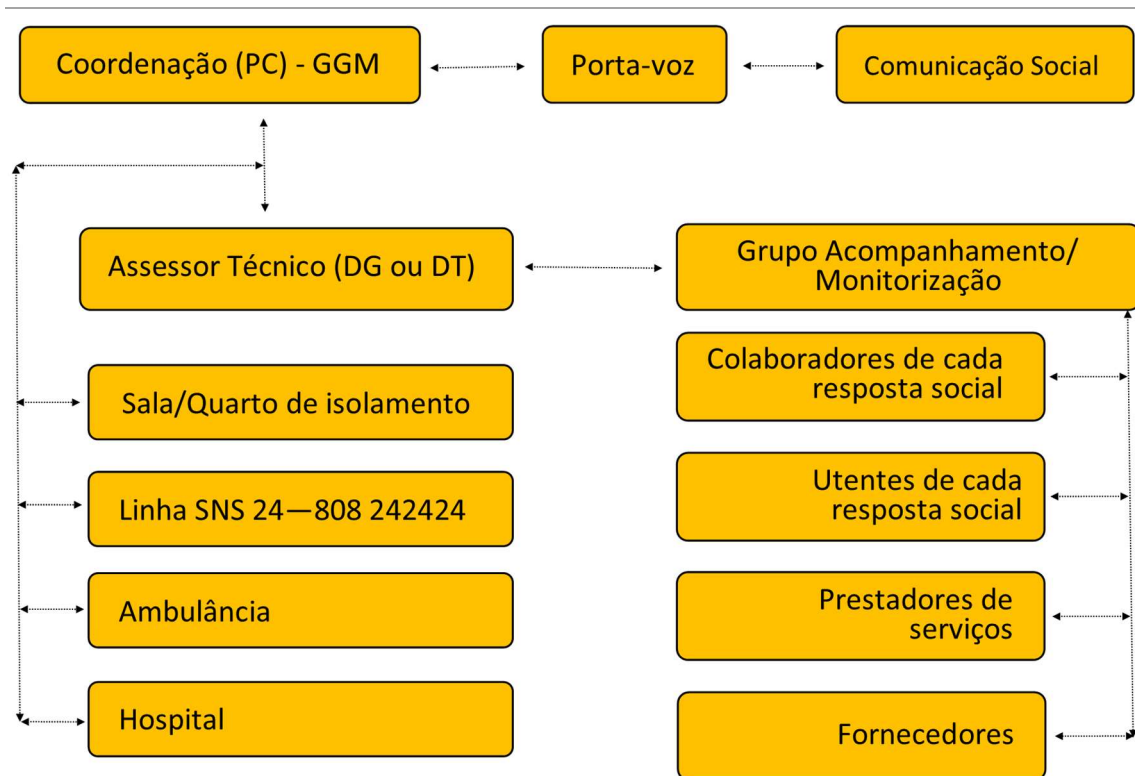 Coordenação (PC) - GGM
Porta-voz
Comunicação Social
Assessor Técnico (DG ou DT)
Grupo Acompanhamento/
Monitorização
Sala/Quarto de isolamento
Linha SNS 24—808 242424
Ambulância
Hospital
Colaboradores de cada
resposta social
Utentes de cada
resposta social
Prestadores de
serviços
Fornecedores